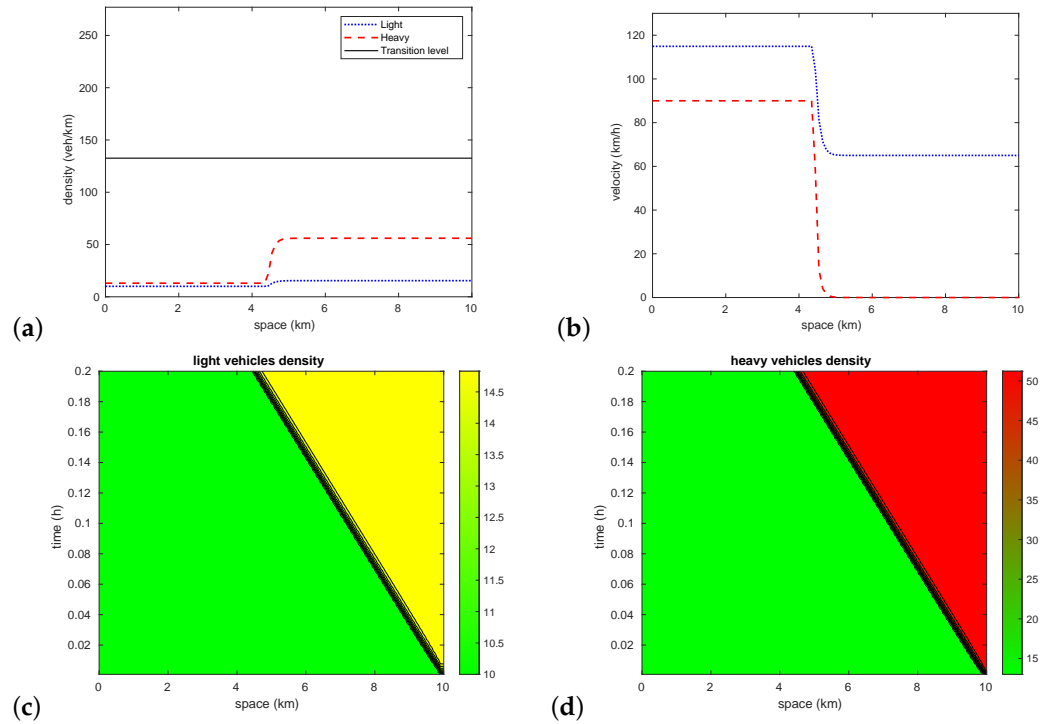 250
200
150
100
50
0
density (veh/km)
Light
Heavy
Transition level
0 2 4 6 8 10
space (km)
(a)
120
100
80
60
40
20
0
velocity (km/h)
0 2 4 6 8 10
space (km)
(b)
light vehicles density
0.2
0.18
0.16
0.14
0.12
0.1
0.08
0.06
0.04
0.02
time (h)
0 2 4 6 8 10
space (km)
14.5
14
13.5
13
12.5
12
11.5
11
10.5
10
(c)
heavy vehicles density
0.2
0.18
0.16
0.14
0.12
0.1
0.08
0.06
0.04
0.02
time (h)
0 2 4 6 8 10
space (km)
50
45
40
35
30
25
20
15
(d)